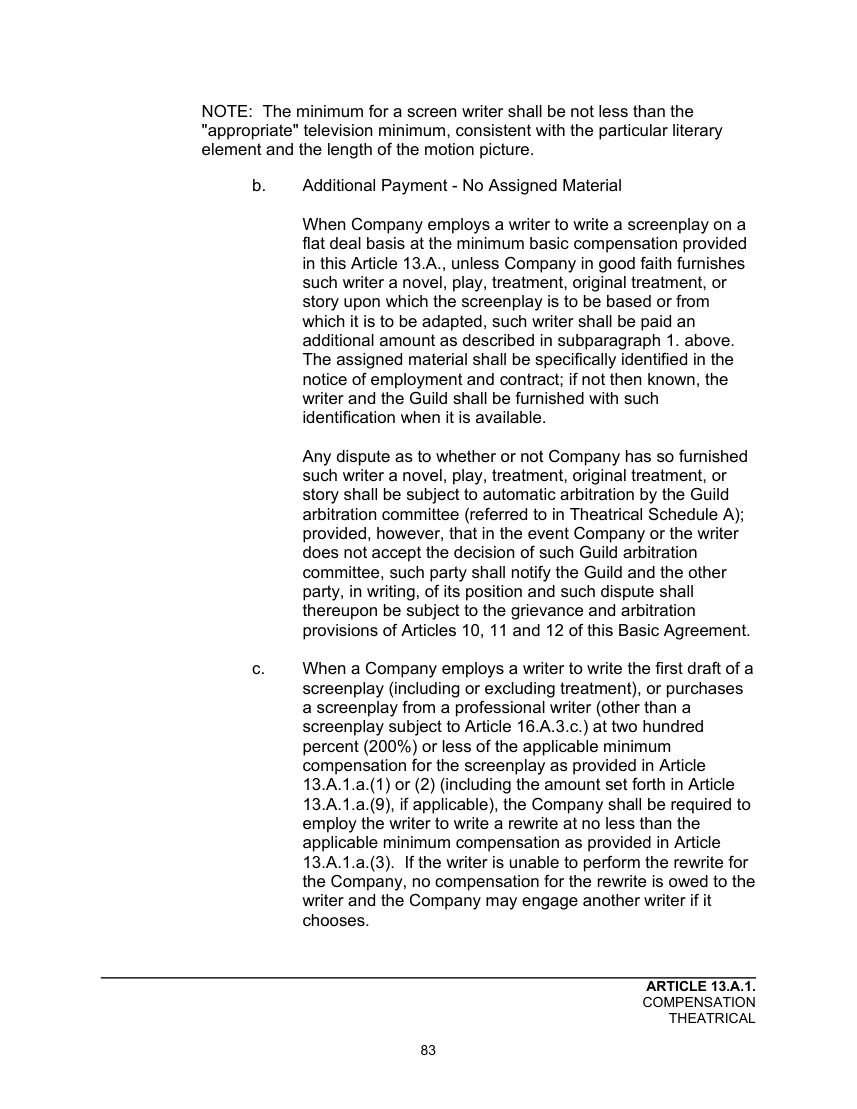 NOTE:  The minimum for a screen writer shall be not less than the
"appropriate" television minimum, consistent with the particular literary
element and the length of the motion picture.
b. Additional Payment - No Assigned Material
When Company employs a writer to write a screenplay on a
flat deal basis at the minimum basic compensation provided
in this Article 13.A., unless Company in good faith furnishes
such writer a novel, play, treatment, original treatment, or
story upon which the screenplay is to be based or from
which it is to be adapted, such writer shall be paid an
additional amount as described in subparagraph 1. above.
The assigned material shall be specifically identified in the
notice of employment and contract; if not then known, the
writer and the Guild shall be furnished with such
identification when it is available.
Any dispute as to whether or not Company has so furnished
such writer a novel, play, treatment, original treatment, or
story shall be subject to automatic arbitration by the Guild
arbitration committee (referred to in Theatrical Schedule A);
provided, however, that in the event Company or the writer
does not accept the decision of such Guild arbitration
committee, such party shall notify the Guild and the other
party, in writing, of its position and such dispute shall
thereupon be subject to the grievance and arbitration
provisions of Articles 10, 11 and 12 of this Basic Agreement.
c. When a Company employs a writer to write the first draft of a
screenplay (including or excluding treatment), or purchases
a screenplay from a professional writer (other than a
screenplay subject to Article 16.A.3.c.) at two hundred
percent (200%) or less of the applicable minimum
compensation for the screenplay as provided in Article
13.A.1.a.(1) or (2) (including the amount set forth in Article
13.A.1.a.(9), if applicable), the Company shall be required to
employ the writer to write a rewrite at no less than the
applicable minimum compensation as provided in Article
13.A.1.a.(3).  If the writer is unable to perform the rewrite for
the Company, no compensation for the rewrite is owed to the
writer and the Company may engage another writer if it
chooses.
ARTICLE 13.A.1.
COMPENSATION
THEATRICAL
83